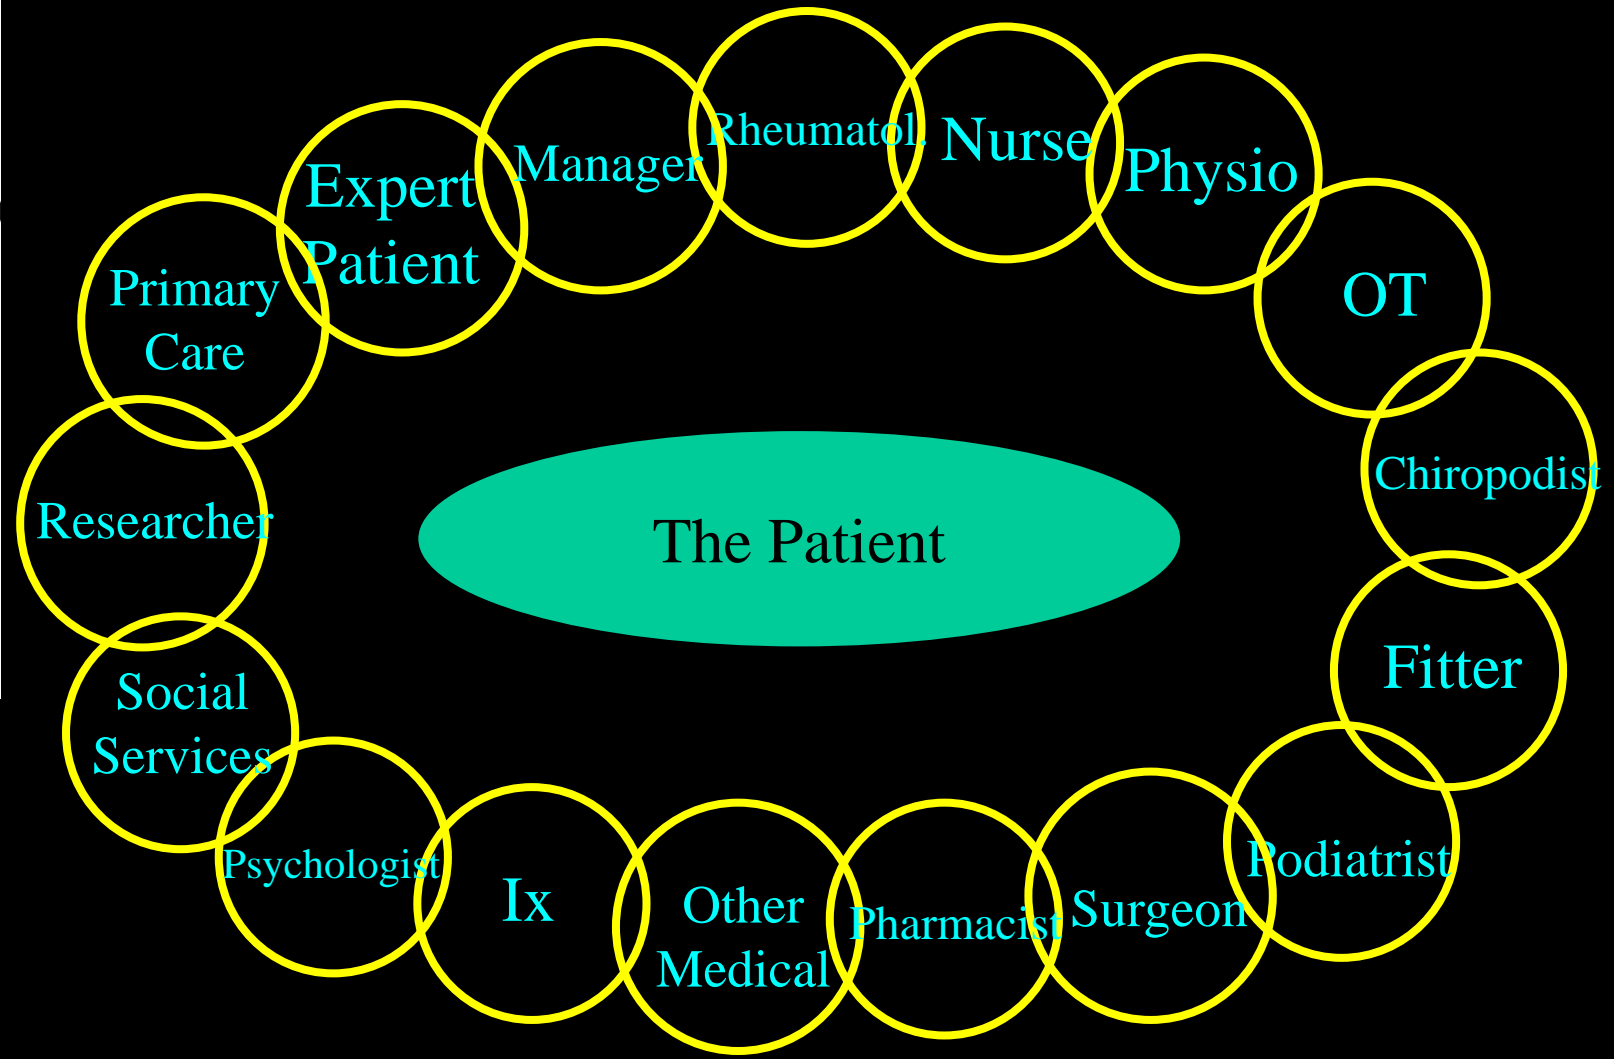 Rheumatol.
Nurse
Manager
Physio
Expert
Patient
Primary
Care
OT
Chiropodist
Researcher
The Patient
Fitter
Social
Services
Podiatrist
Psychologist
Ix
Other
Medical
Pharmacist
Surgeon